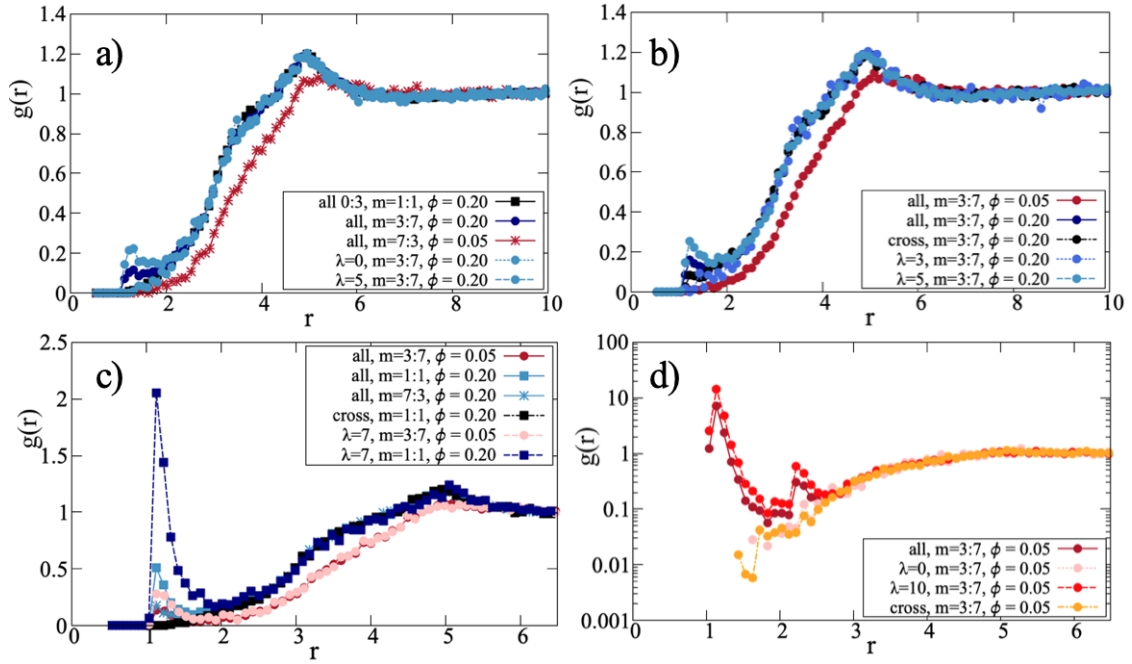 a)
g(r)
1.4
1.2
1
0.8
0.6
0.4
0.2
0
all 0:3, m=1:1, ϕ = 0.20
all, m=3:7, ϕ = 0.20
all, m=7:3, ϕ = 0.05
λ=0, m=3:7, ϕ = 0.20
λ=5, m=3:7, ϕ = 0.20
0 2 4 6 8 10
r
b)
g(r)
1.4
1.2
1
0.8
0.6
0.4
0.2
0
all, m=3:7, ϕ = 0.05
all, m=3:7, ϕ = 0.20
cross, m=3:7, ϕ = 0.20
λ=3, m=3:7, ϕ = 0.20
λ=5, m=3:7, ϕ = 0.20
0 2 4 6 8 10
r
c)
g(r)
2.5
2
1.5
1
0.5
0
all, m=3:7, ϕ = 0.05
all, m=1:1, ϕ = 0.20
all, m=7:3, ϕ = 0.20
cross, m=1:1, ϕ = 0.20
λ=7, m=3:7, ϕ = 0.05
λ=7, m=1:1, ϕ = 0.20
0 1 2 3 4 5 6
r
d)
g(r)
100
10
1
0.1
0.01
0.001
all, m=3:7, ϕ = 0.05
λ=0, m=3:7, ϕ = 0.05
λ=10, m=3:7, ϕ = 0.05
cross, m=3:7, ϕ = 0.05
0 1 2 3 4 5 6
r